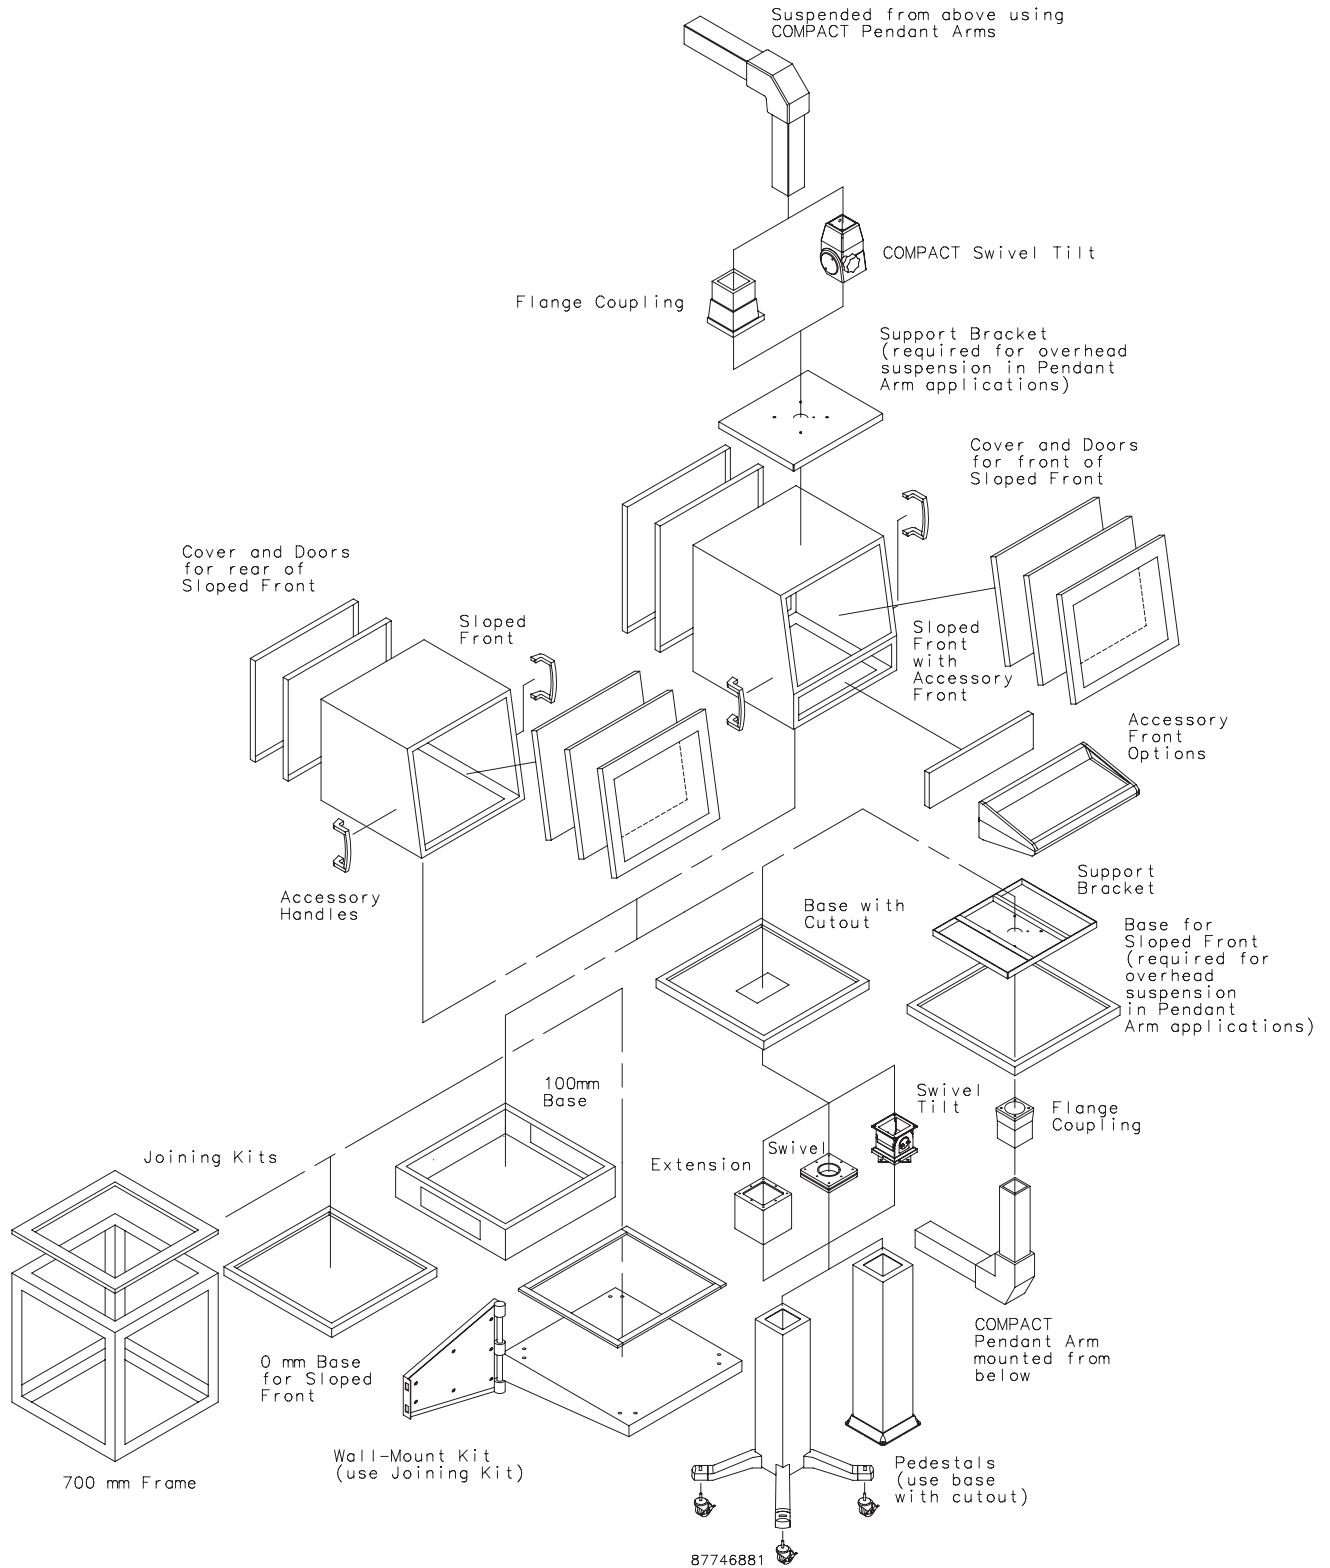 Suspended from above using
COMPACT Pendant Arms
COMPACT Swivel Tilt
Flange Coupling
Support Bracket
(required for overhead
suspension in Pendant
Arm applications)
Cover and Doors
for front of
Sloped Front
Cover and Doors
for rear of
Sloped Front
Sloped
Front
Sloped
Front
with
Accessory
Front
Accessory
Front
Options
Accessory
Handles
Support
Bracket
Base with
Cutout
Base for
Sloped Front
(required for
overhead
suspension
in Pendant
Arm applications)
100mm
Base
Swivel
Tilt
Flange
Coupling
Joining Kits
Extension
Swivel
COMPACT
Pendant Arm
mounted from
below
0 mm Base
for Sloped
Front
Wall-Mount Kit
(use Joining Kit)
700 mm Frame
Pedestals
(use base
with cutout)
87746881